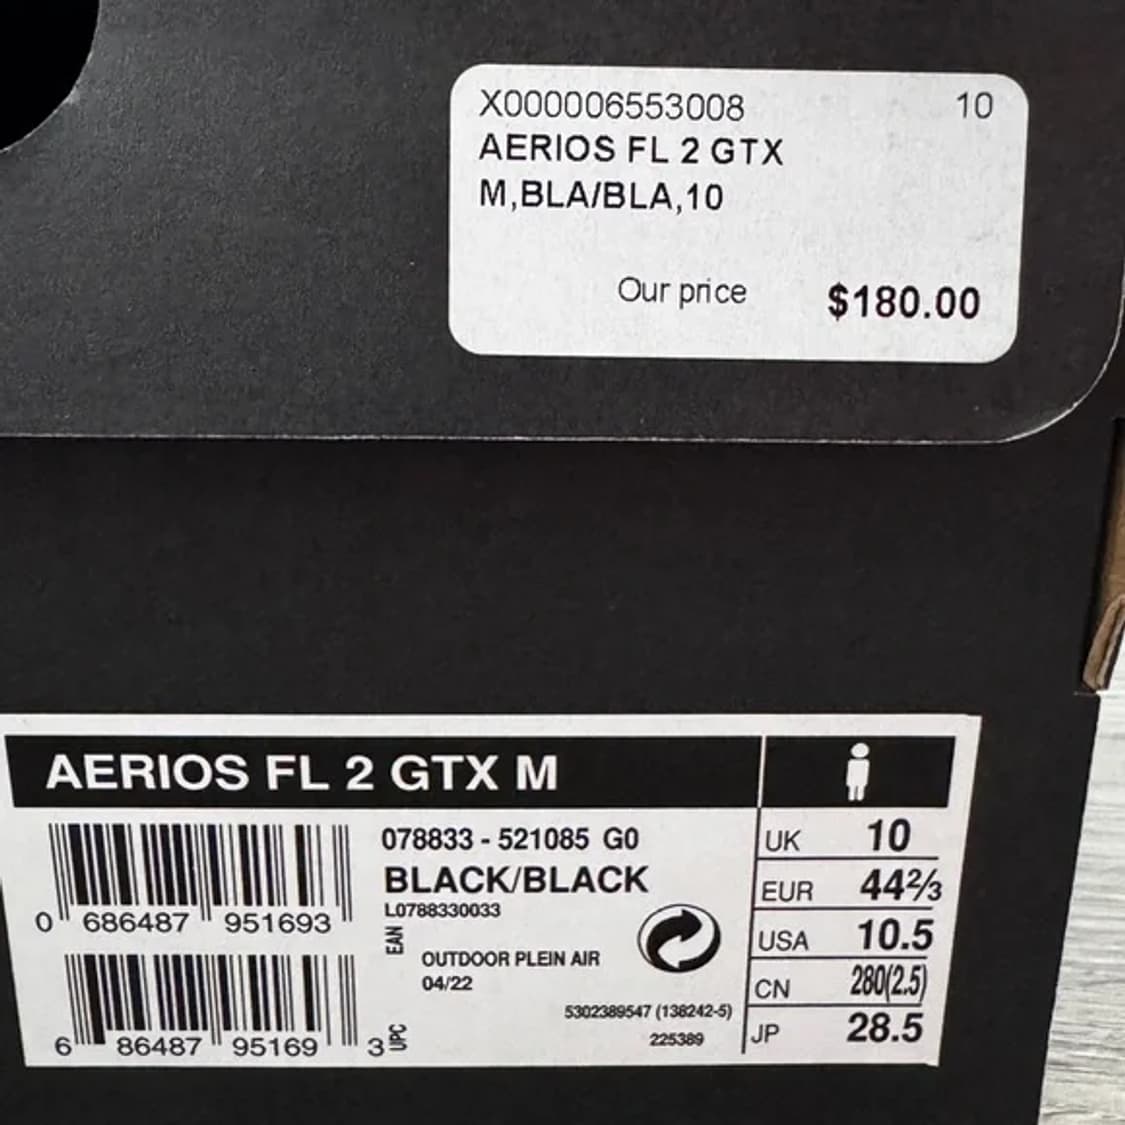 X000006553008 10
AERIOS FL 2 GTX
M,BLA/BLA,10
Our price $180.00
AERIOS FL 2 GTX M
078833 - 521085 G0
BLACK/BLACK
L0788330033
0 686487 951693
EAN
OUTDOOR PLEIN AIR
04/22
5302389547 (138242-5)
225389
6 86487 95169 3
UPC
UK 10
EUR 44⅔
USA 10.5
CN 280(2.5)
JP 28.5